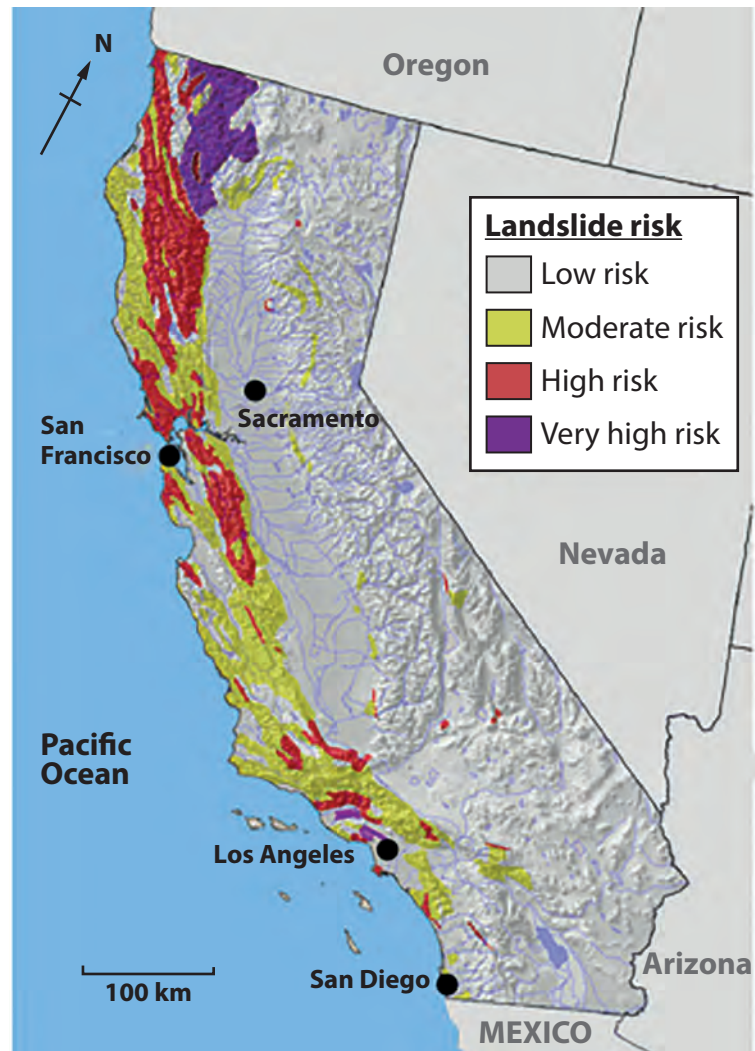 N
Oregon
Landslide risk
Low risk
Moderate risk
High risk
Very high risk
Sacramento
San
Francisco
Nevada
Pacific
Ocean
Los Angeles
Arizona
San Diego
100 km
MEXICO